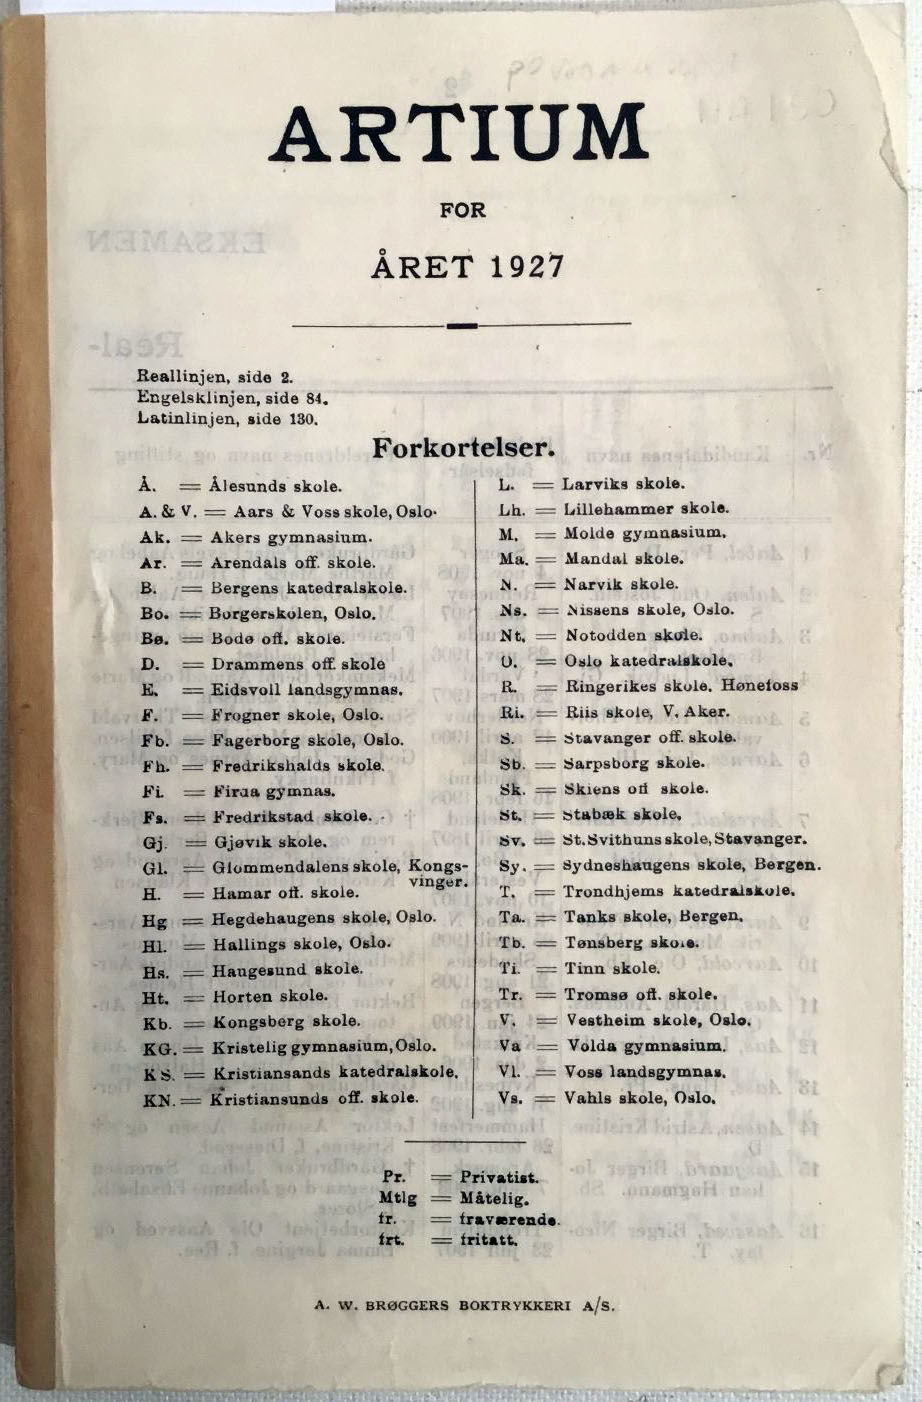 ARTIUM
FOR
ÅRET 1927
Reallinjen, side 2.
Engelsklinjen, side 84.
Latinlinjen, side 130.
Forkortelser.
Å. = Ålesunds skole.
A. & V. = Aars & Voss skole, Oslo.
Ak. = Akers gymnasium.
Ar. = Arendals off. skole.
B. = Bergens katedralskole.
Bo. = Borgerskolen, Oslo.
Bø. = Bodø off. skole.
D. = Drammens off. skole
E. = Eidsvoll landsgymnas.
F. = Frogner skole, Oslo.
Fb. = Fagerborg skole, Oslo.
Fh. = Fredrikshalds skole.
Fi. = Firda gymnas.
Fs. = Fredrikstad skole.
Gj. = Gjøvik skole.
Gl. = Glommendalens skole, Kongs-
vinger.
H. = Hamar off. skole.
Hg = Hegdehaugens skole, Oslo.
Hl. = Hallings skole, Oslo.
Hs. = Haugesund skole.
Ht. = Horten skole.
Kb. = Kongsberg skole.
KG. = Kristelig gymnasium, Oslo.
KS. = Kristiansands katedralskole.
KN. = Kristiansunds off. skole.
L. = Larviks skole.
Lh. = Lillehammer skole.
M. = Molde gymnasium.
Ma. = Mandal skole.
N. = Narvik skole.
Ns. = Nissens skole, Oslo.
Nt. = Notodden skole.
O. = Oslo katedralskole.
R. = Ringerikes skole. Hønefoss
Ri. = Riis skole, V. Aker.
S. = Stavanger off. skole.
Sb. = Sarpsborg skole.
Sk. = Skiens off skole.
St. = Stabæk skole.
Sv. = St. Svithuns skole, Stavanger.
Sy. = Sydneshaugens skole, Bergen.
T. = Trondhjems katedralskole.
Ta. = Tanks skole, Bergen.
Tb. = Tønsberg skole.
Ti. = Tinn skole.
Tr. = Tromsø off. skole.
V. = Vestheim skole, Oslo.
Va = Volda gymnasium.
Vl. = Voss landsgymnas.
Vs. = Vahls skole, Oslo.
Pr. = Privatist.
Mtlg = Måtelig.
fr. = fraværende.
frt. = fritatt.
A. W. BRØGGERS BOKTRYKKERI A/S.